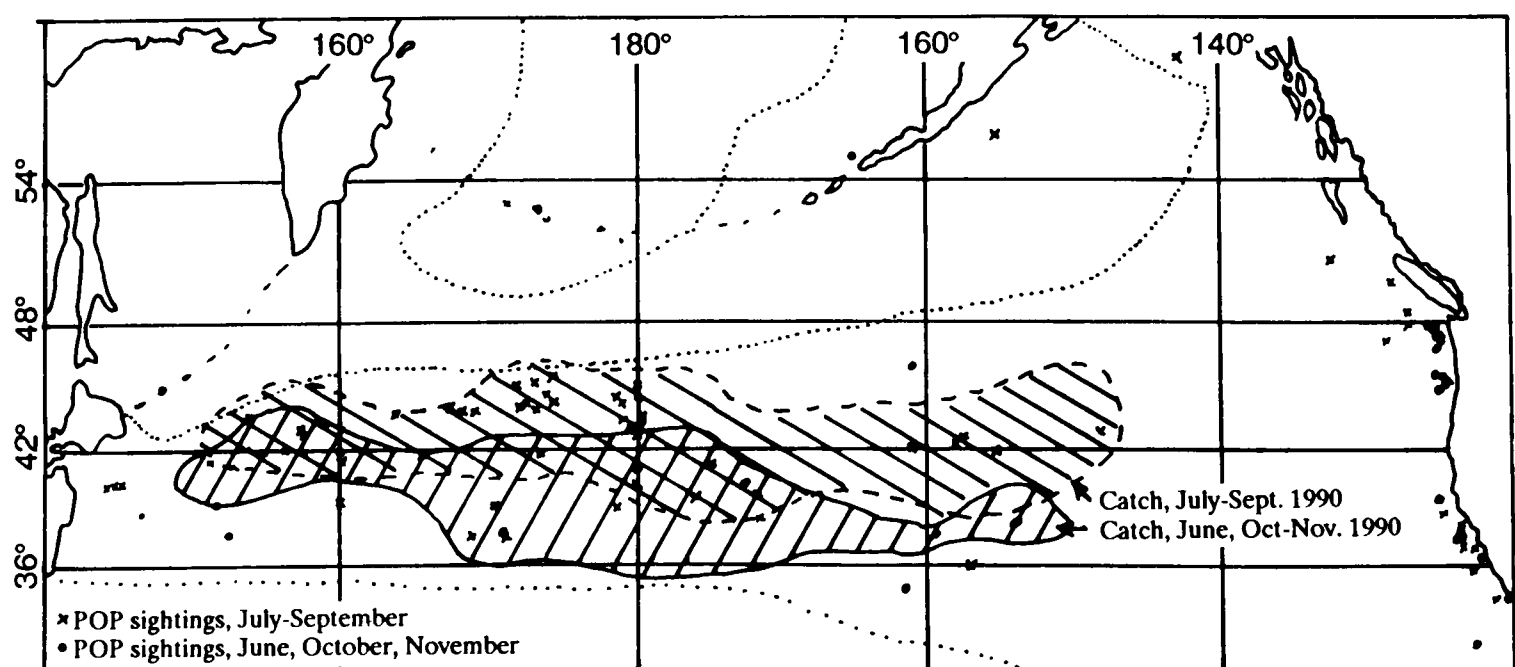 160° 180° 160° 140°
54°
48°
42°
36°
Catch, July-Sept. 1990
Catch, June, Oct-Nov. 1990
× POP sightings, July-September
• POP sightings, June, October, November